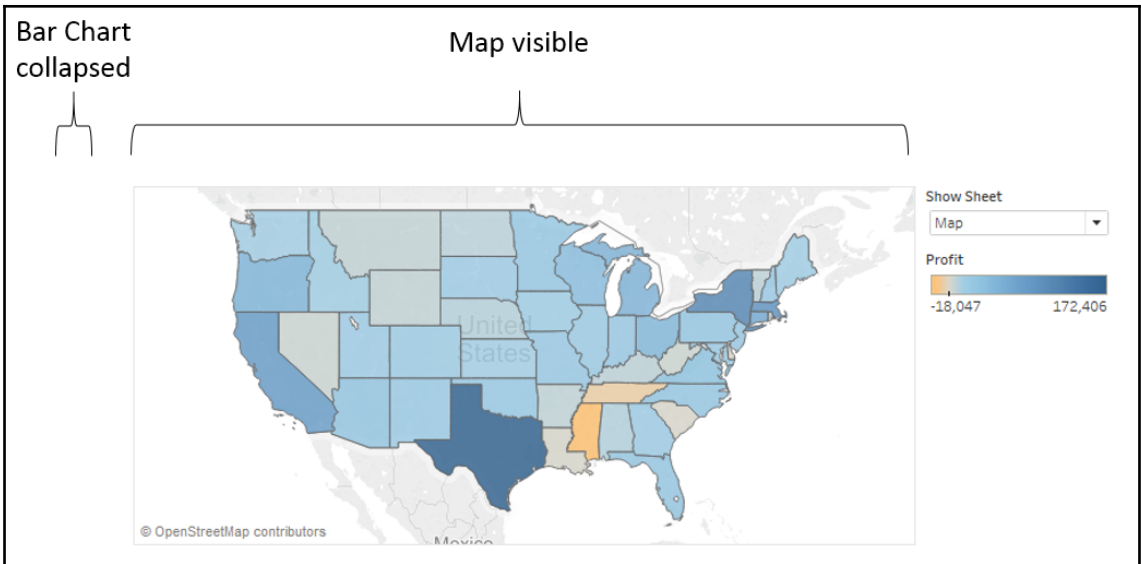 Bar Chart
collapsed
Map visible
Show Sheet
Map
Profit
-18,047 172,406
United
States
© OpenStreetMap contributors
Mexico